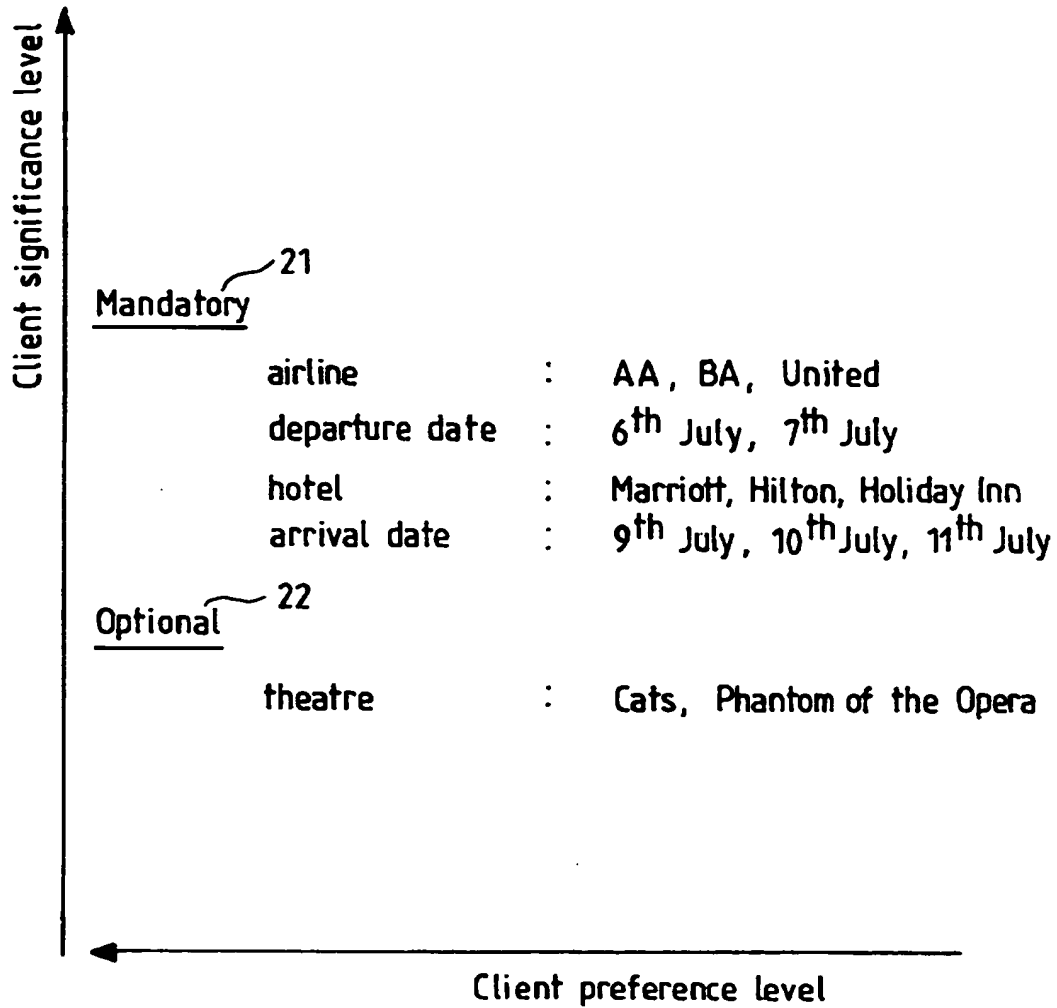 Client significance level
21
Mandatory
airline : AA, BA, United
departure date : 6th July, 7th July
hotel : Marriott, Hilton, Holiday Inn
arrival date : 9th July, 10th July, 11th July
22
Optional
theatre : Cats, Phantom of the Opera
Client preference level